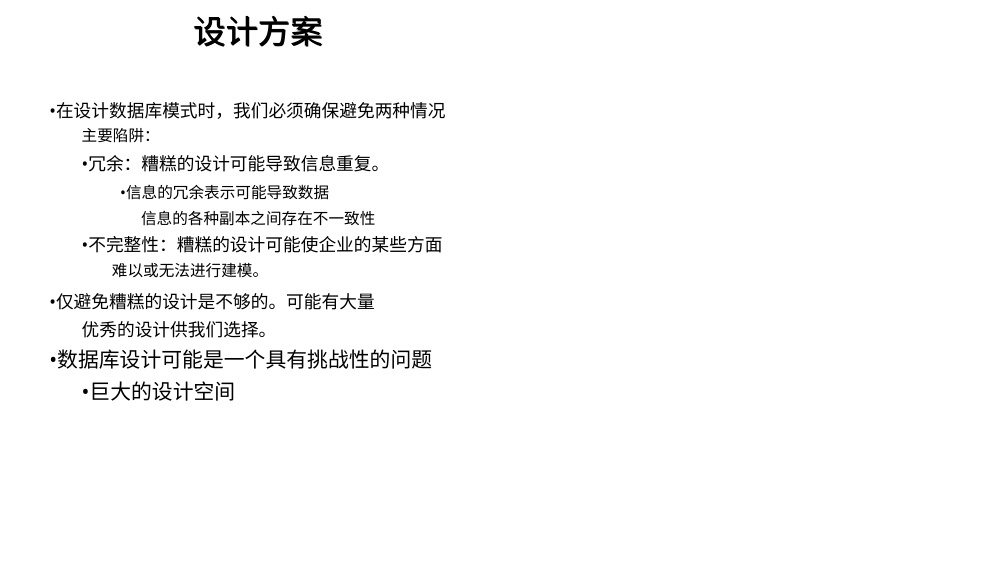 设计方案
•在设计数据库模式时，我们必须确保避免两种情况
主要陷阱：
•冗余：糟糕的设计可能导致信息重复。
•信息的冗余表示可能导致数据
信息的各种副本之间存在不一致性
•不完整性：糟糕的设计可能使企业的某些方面
难以或无法进行建模。
•仅避免糟糕的设计是不够的。可能有大量
优秀的设计供我们选择。
•数据库设计可能是一个具有挑战性的问题
•巨大的设计空间